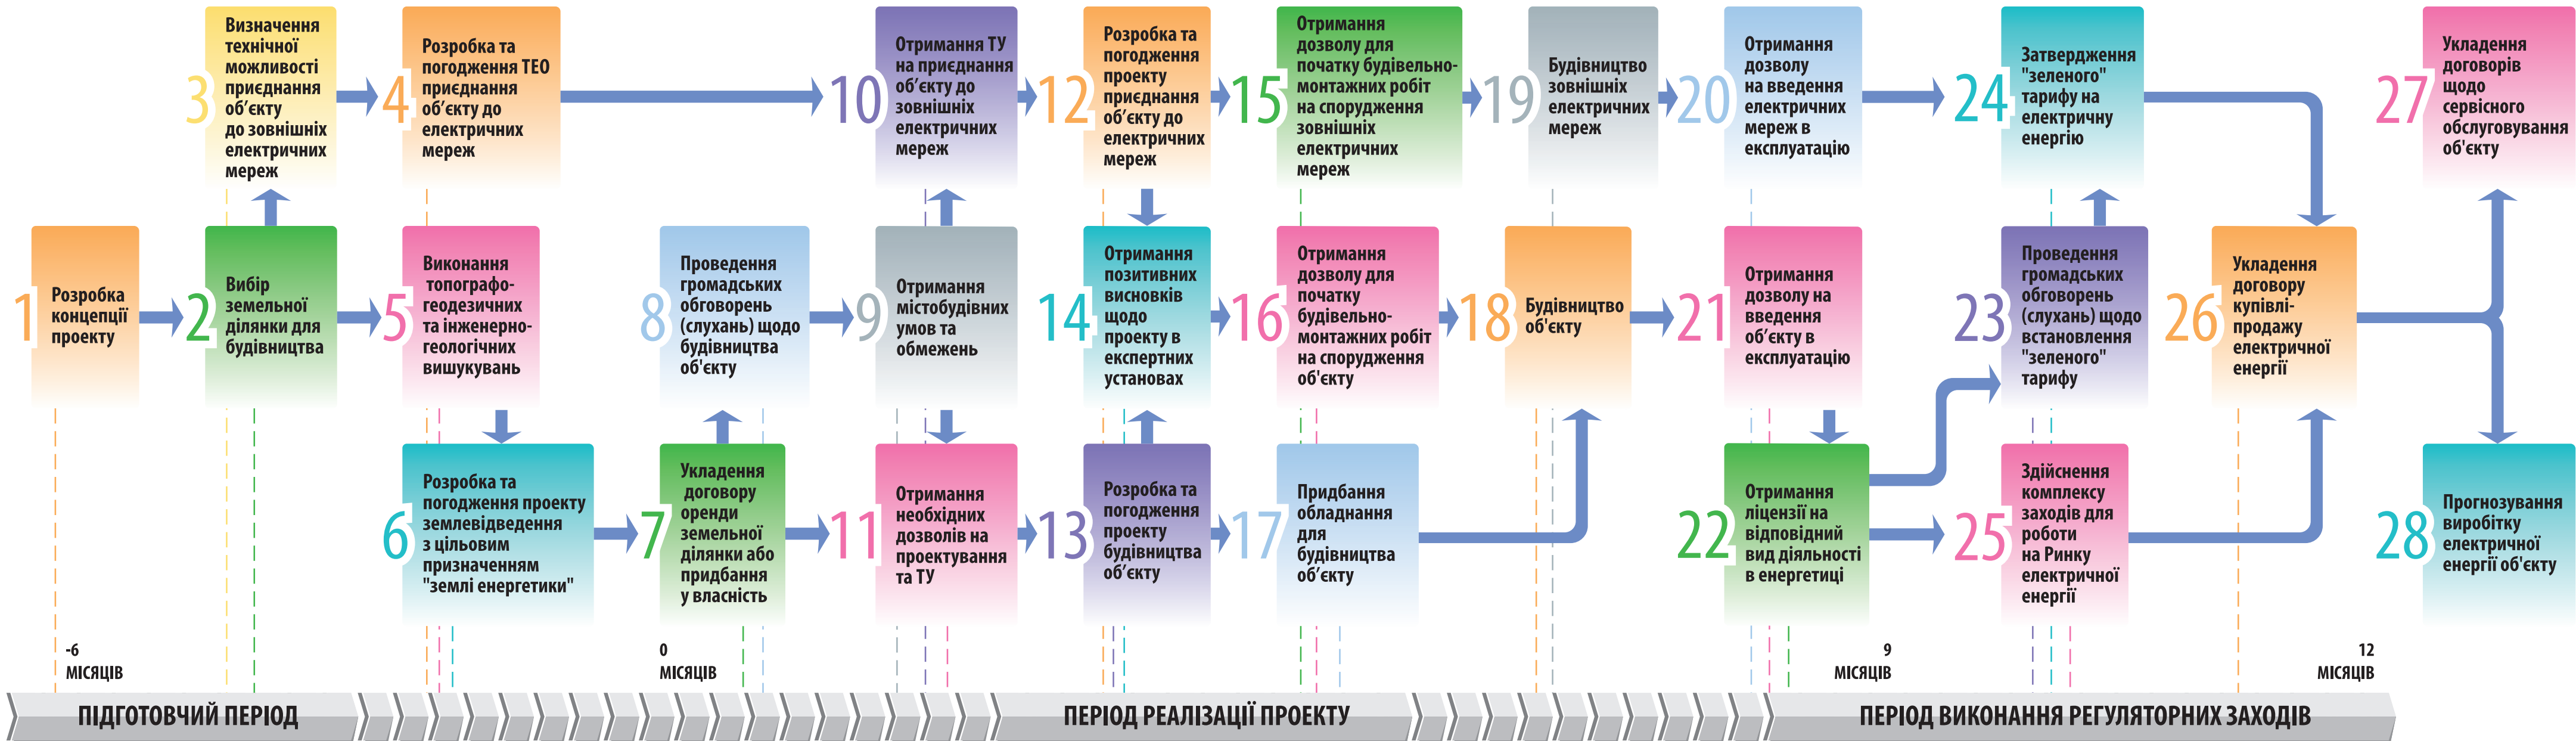 1
Розробка
концепції
проекту
2
Вибір
земельної
ділянки для
будівництва
3
Визначення
технічної
можливості
приєднання
об’єкту
до зовнішніх
електричних
мереж
4
Розробка та
погодження ТЕО
приєднання
об’єкту до
електричних
мереж
5
Виконання
топографо-
геодезичних
та інженерно-
геологічних
вишукувань
6
Розробка та
погодження проекту
землевідведення
з цільовим
призначенням
"землі енергетики"
7
Укладення
договору
оренди
земельної
ділянки або
придбання
у власність
8
Проведення
громадських
обговорень
(слухань) щодо
будівництва
об'єкту
9
Отримання
містобудівних
умов та
обмежень
10
Отримання ТУ
на приєднання
об’єкту до
зовнішніх
електричних
мереж
11
Отримання
необхідних
дозволів на
проектування
та ТУ
12
Розробка та
погодження
проекту
приєднання
об’єкту до
електричних
мереж
13
Розробка та
погодження
проекту
будівництва
об’єкту
14
Отримання
позитивних
висновків
щодо
проекту в
експертних
установах
15
Отримання
дозволу для
початку будівельно-
монтажних робіт
на спорудження
зовнішніх
електричних
мереж
16
Отримання
дозволу для
початку
будівельно-
монтажних робіт
на спорудження
об'єкту
17
Придбання
обладнання
для
будівництва
об’єкту
18
Будівництво
об'єкту
19
Будівництво
зовнішніх
електричних
мереж
20
Отримання
дозволу
на введення
електричних
мереж в
експлуатацію
21
Отримання
дозволу на
введення
об’єкту в
експлуатацію
22
Отримання
ліцензії на
відповідний
вид діяльності
в енергетиці
23
Проведення
громадських
обговорень
(слухань) щодо
встановлення
"зеленого"
тарифу
24
Затвердження
"зеленого"
тарифу на
електричну
енергію
25
Здійснення
комплексу
заходів для
роботи
на Ринку
електричної
енергії
26
Укладення
договору
купівлі-
продажу
електричної
енергії
27
Укладення
договорів
щодо
сервісного
обслуговування
об'єкту
28
Прогнозування
виробітку
електричної
енергії об'єкту
-6
МІСЯЦІВ
0
МІСЯЦІВ
9
МІСЯЦІВ
12
МІСЯЦІВ
ПІДГОТОВЧИЙ ПЕРІОД
ПЕРІОД РЕАЛІЗАЦІЇ ПРОЕКТУ
ПЕРІОД ВИКОНАННЯ РЕГУЛЯТОРНИХ ЗАХОДІВ